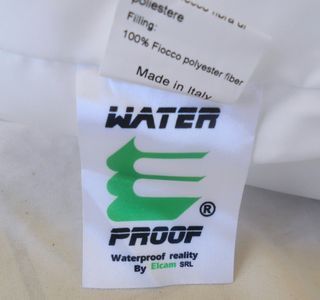 poliestere
Filling:
100% Fiocco polyester fiber
Made in Italy
WATER
E ®
PROOF
Waterproof reality
By Elcam SRL